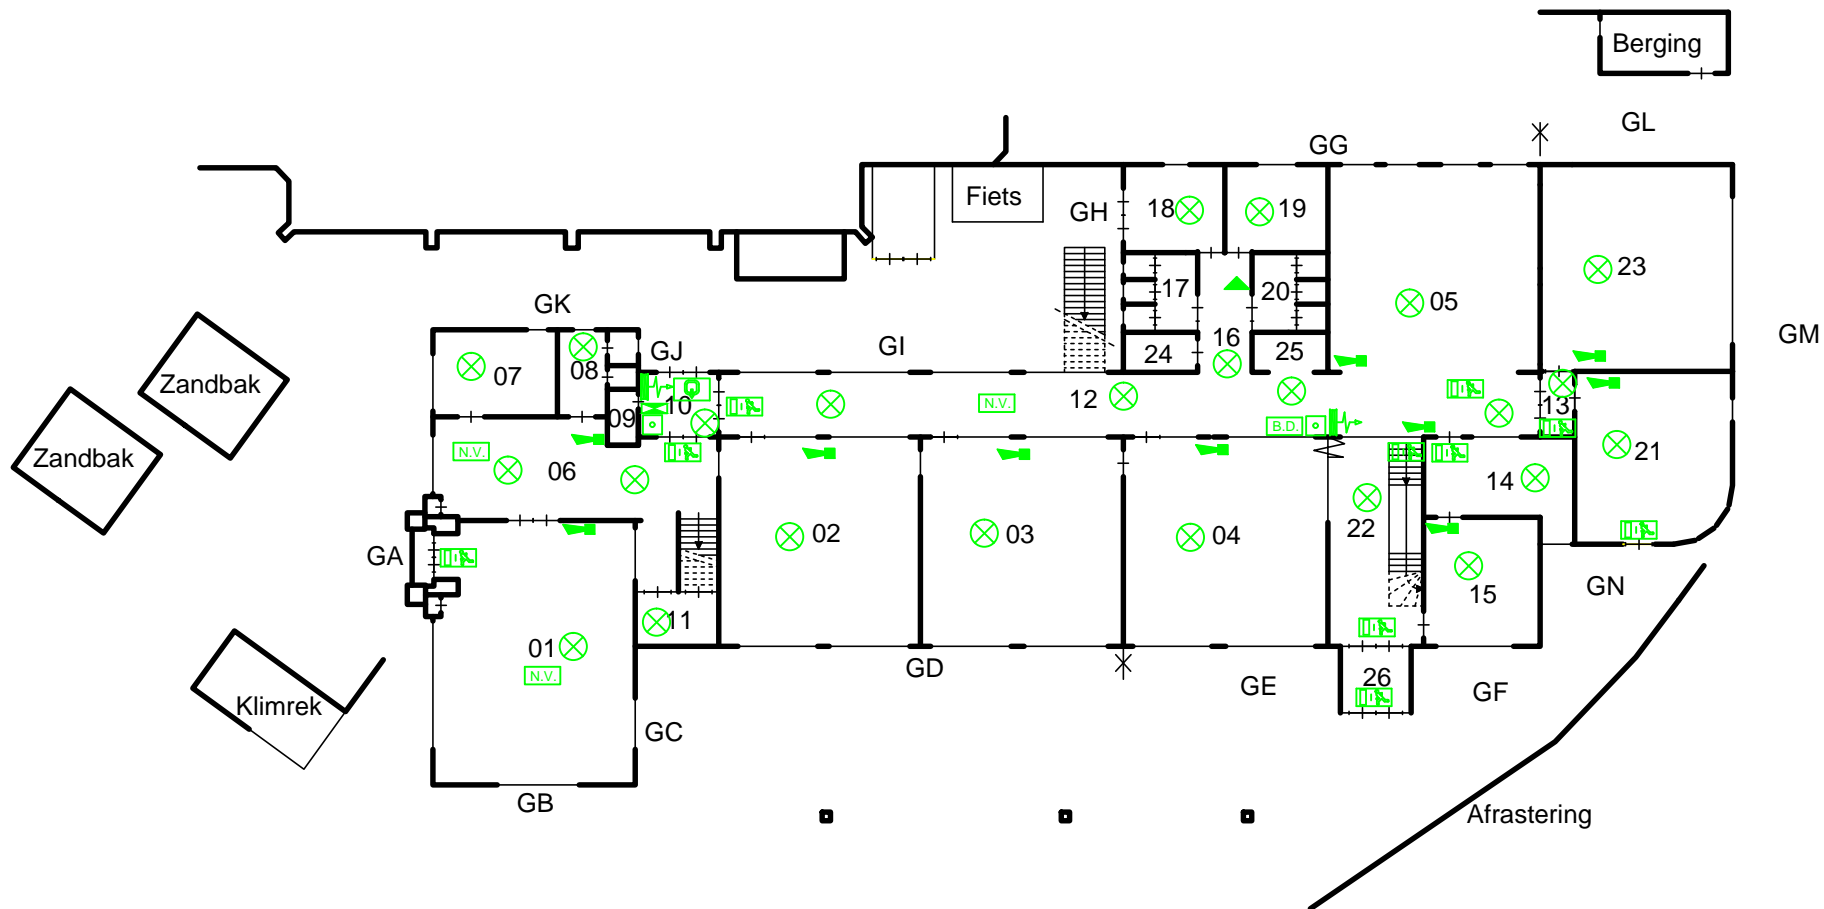 Berging
GL
GG
Fiets
GH
18
19
23
17
20
05
GM
GK
16
GI
GJ
24
25
Zandbak
07
08
12
N.V.
10
13
09
B.D.
Zandbak
N.V.
06
21
14
22
02
03
04
GA
15
GN
11
01
N.V.
GD
26
GE
GF
Klimrek
GC
GB
Afrastering